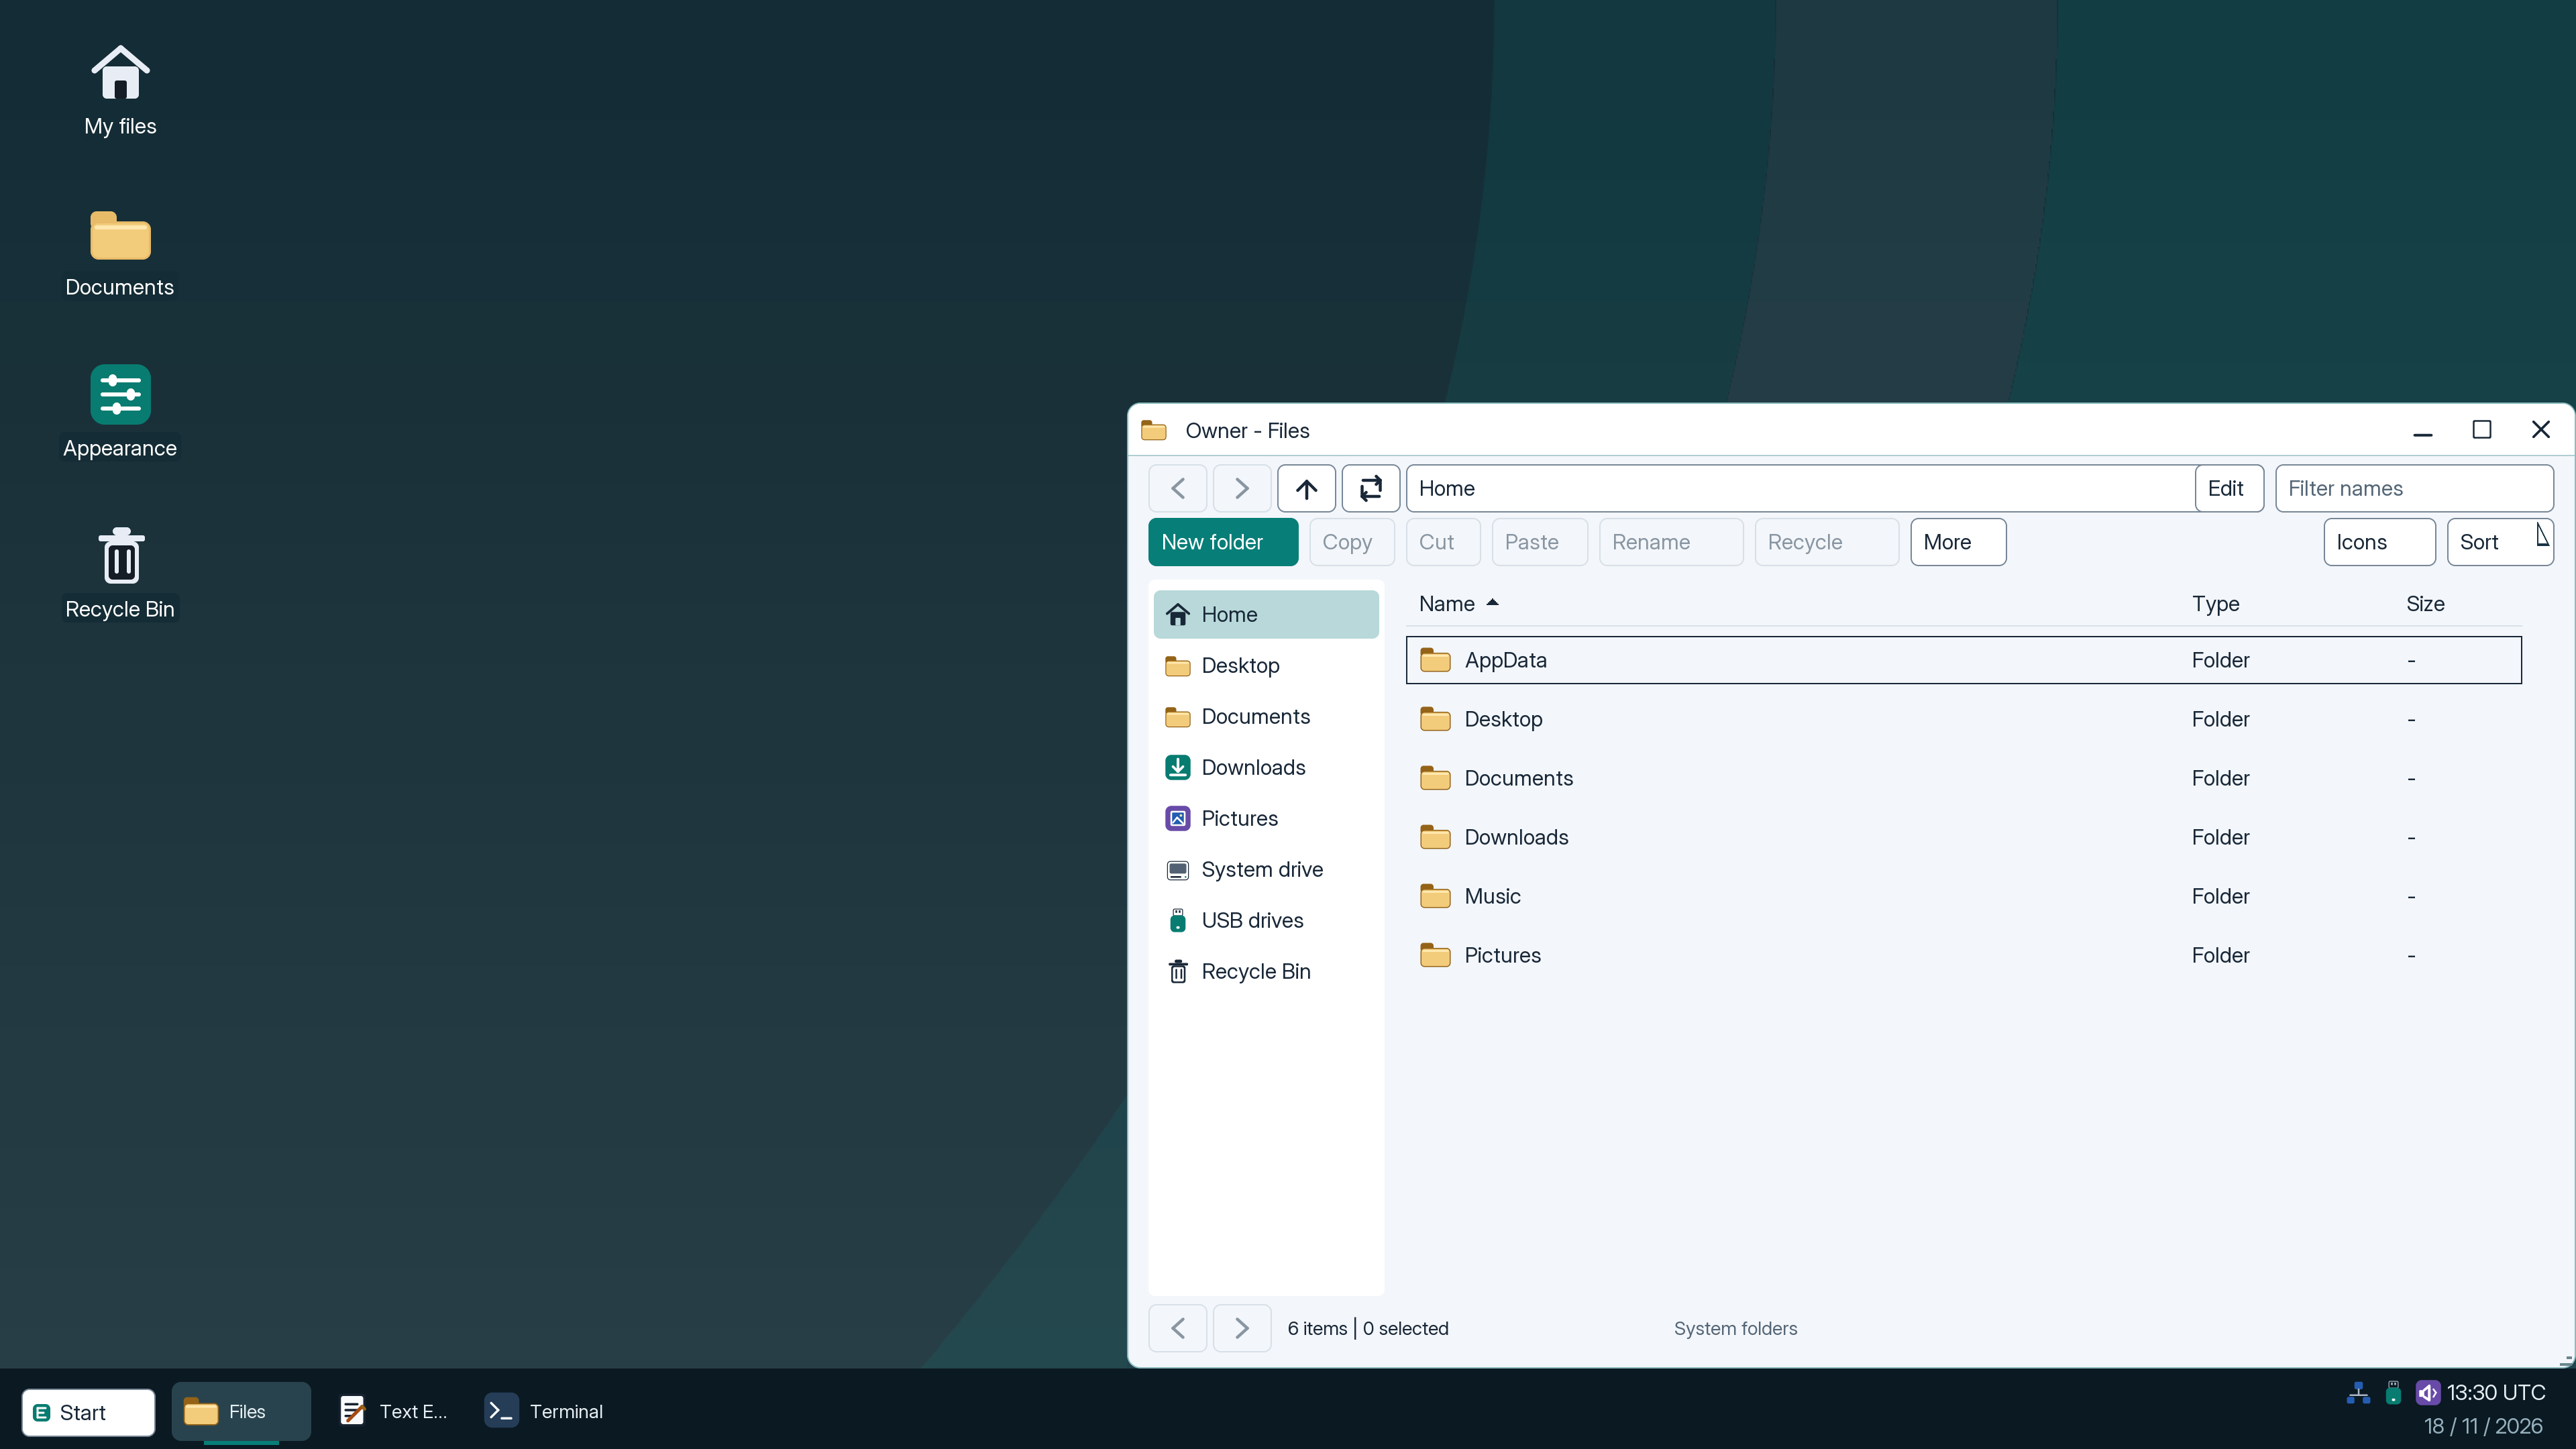 My files
Documents
Appearance
Recycle Bin
Owner - Files
Home
Edit
Filter names
New folder
Copy
Cut
Paste
Rename
Recycle
More
Icons
Sort
Home
Desktop
Documents
Downloads
Pictures
System drive
USB drives
Recycle Bin
Name Type Size
AppData Folder -
Desktop Folder -
Documents Folder -
Downloads Folder -
Music Folder -
Pictures Folder -
6 items | 0 selected
System folders
Start
Files
Text E...
Terminal
13:30 UTC
18 / 11 / 2026